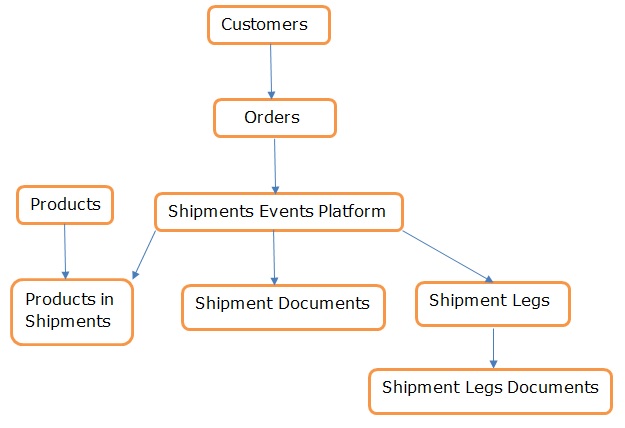 Customers
Orders
Products
Shipments Events Platform
Products in
Shipments
Shipment Documents
Shipment Legs
Shipment Legs Documents